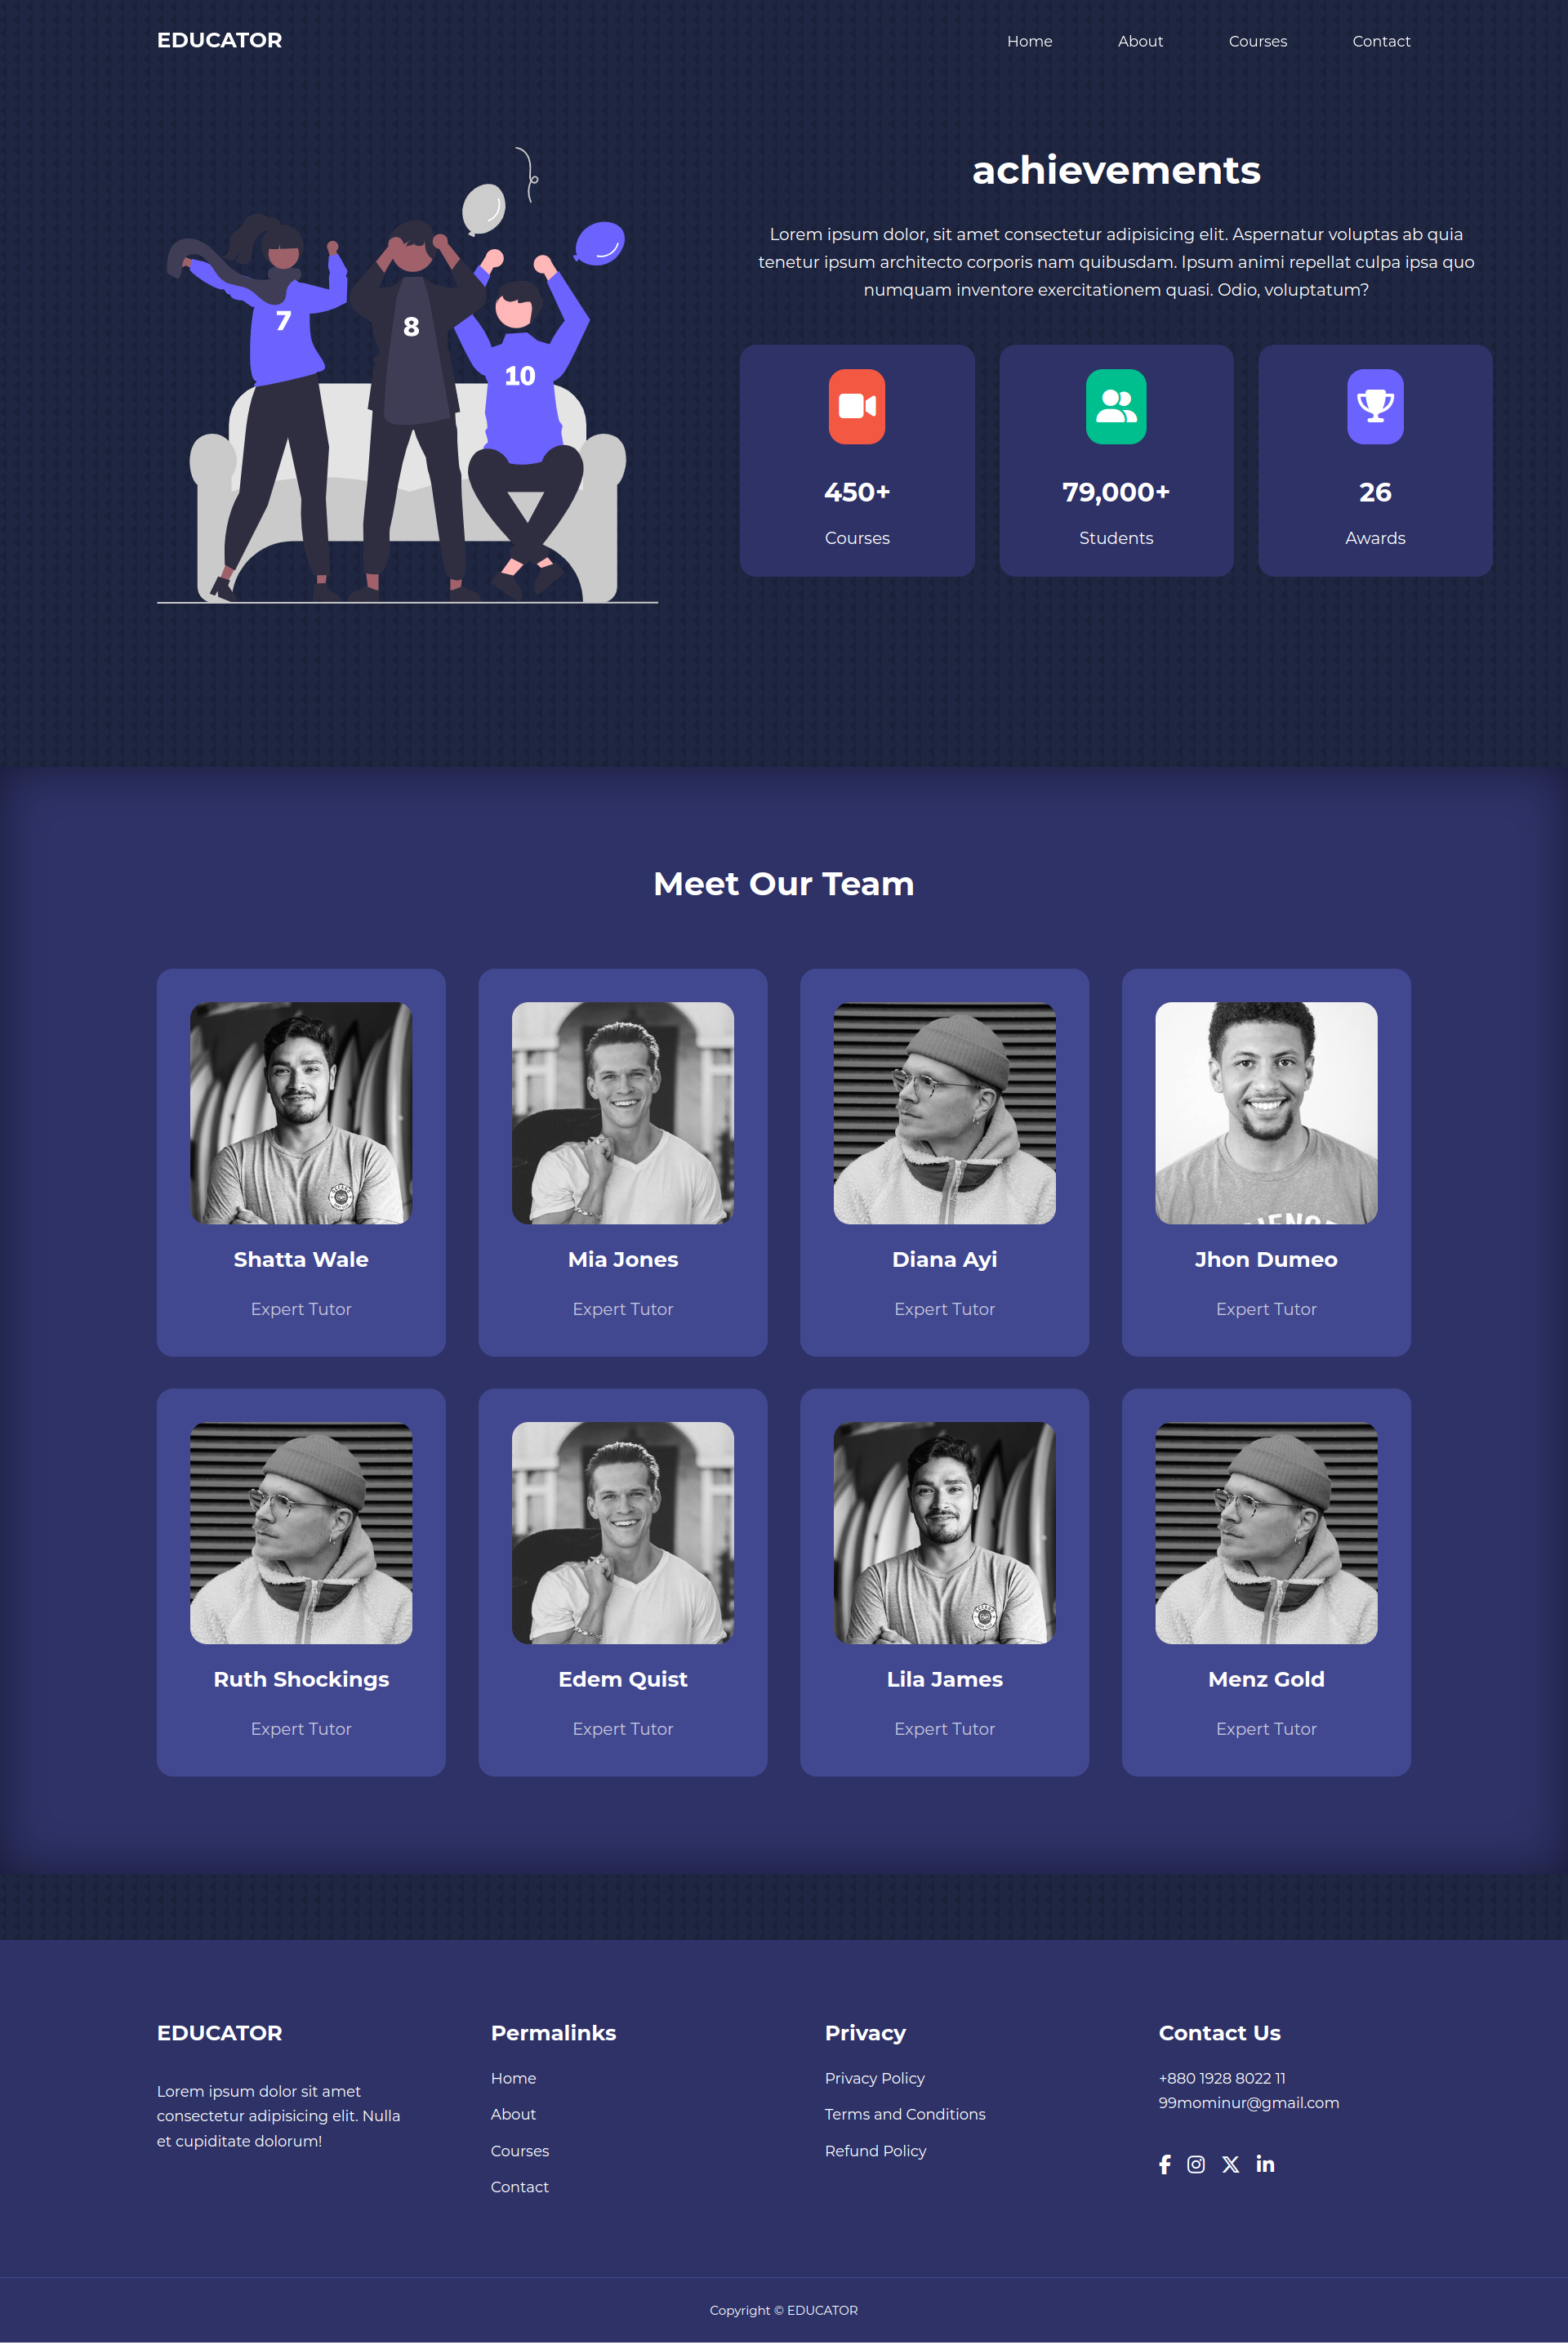 EDUCATOR
Home About Courses Contact
7
8
10
achievements
Lorem ipsum dolor, sit amet consectetur adipisicing elit. Aspernatur voluptas ab quia
tenetur ipsum architecto corporis nam quibusdam. Ipsum animi repellat culpa ipsa quo
numquam inventore exercitationem quasi. Odio, voluptatum?
450+
Courses
79,000+
Students
26
Awards
Meet Our Team
Shatta Wale
Expert Tutor
Mia Jones
Expert Tutor
Diana Ayi
Expert Tutor
Jhon Dumeo
Expert Tutor
Ruth Shockings
Expert Tutor
Edem Quist
Expert Tutor
Lila James
Expert Tutor
Menz Gold
Expert Tutor
EDUCATOR
Lorem ipsum dolor sit amet
consectetur adipisicing elit. Nulla
et cupiditate dolorum!
Permalinks
Home
About
Courses
Contact
Privacy
Privacy Policy
Terms and Conditions
Refund Policy
Contact Us
+880 1928 8022 11
99mominur@gmail.com
Copyright © EDUCATOR